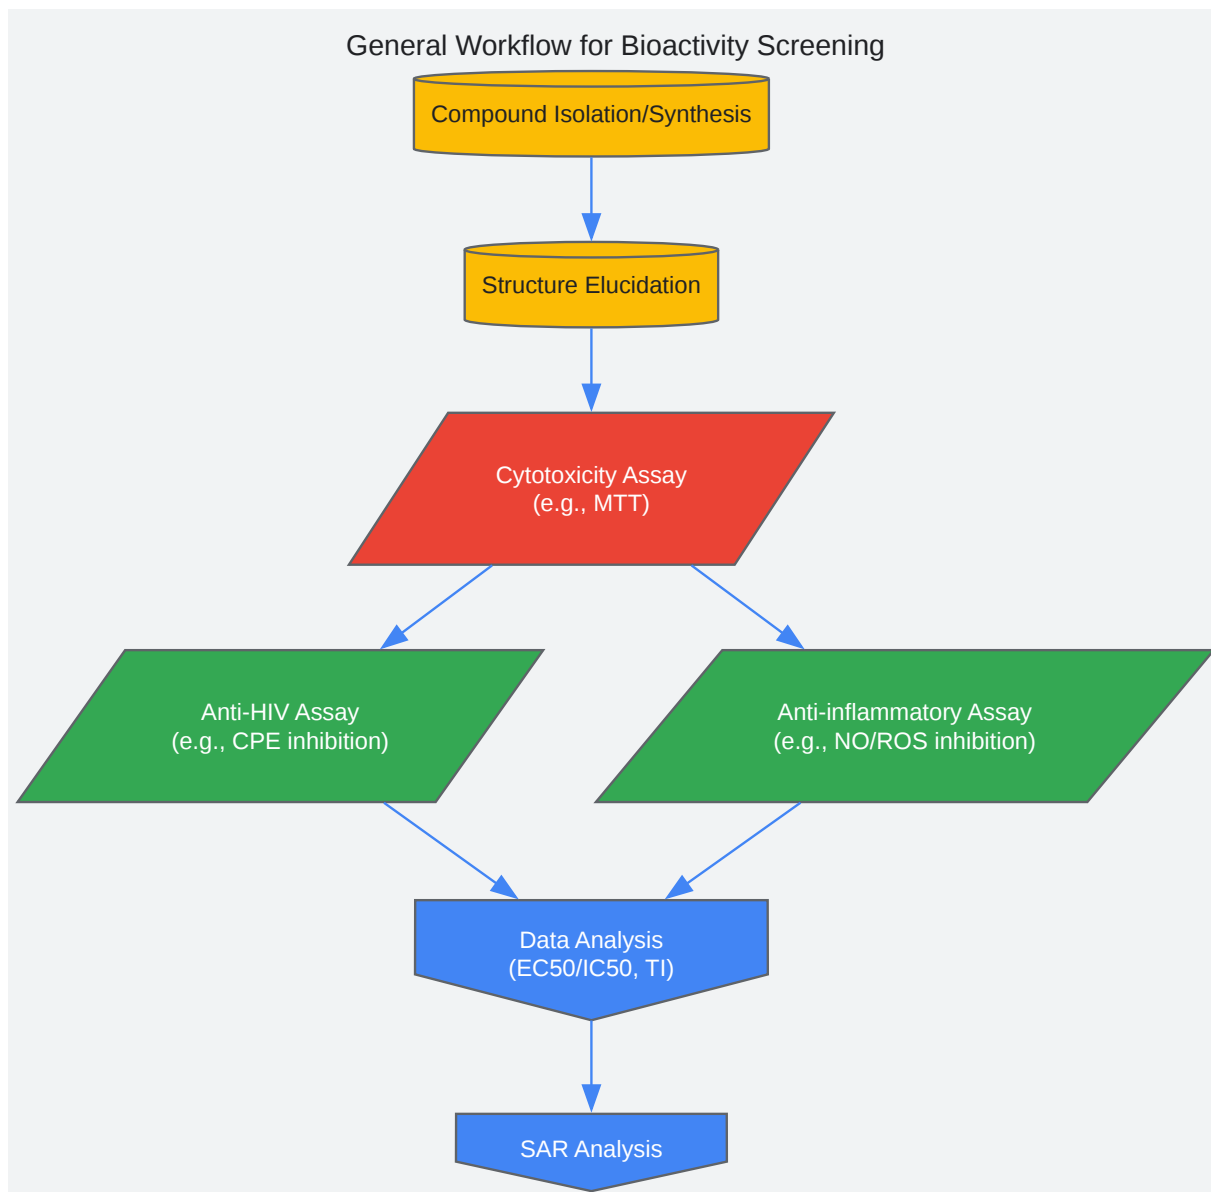 General Workflow for Bioactivity Screening
Compound Isolation/Synthesis
Structure Elucidation
Cytotoxicity Assay
(e.g., MTT)
Anti-HIV Assay
(e.g., CPE inhibition)
Anti-inflammatory Assay
(e.g., NO/ROS inhibition)
Data Analysis
(EC50/IC50, TI)
SAR Analysis